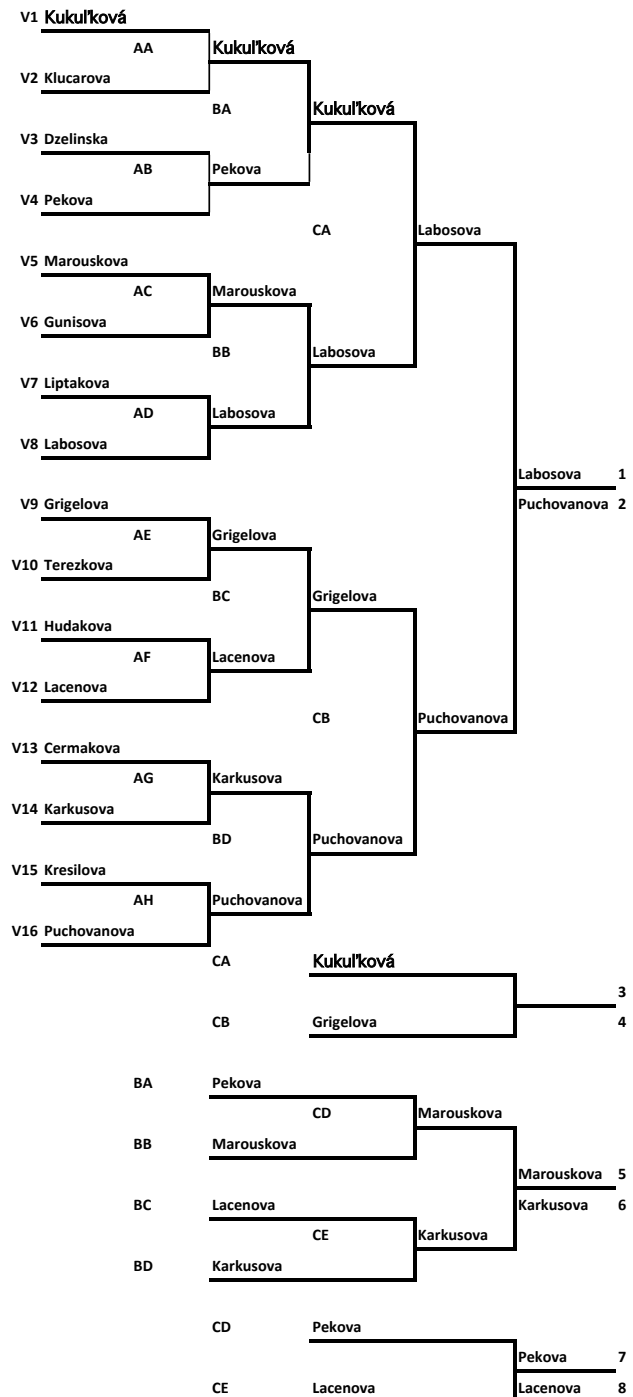 V1 Kukuľková
AA Kukuľková
V2 Klucarova
BA Kukuľková
V3 Dzelinska
AB Pekova
V4 Pekova
CA Labosova
V5 Marouskova
AC Marouskova
V6 Gunisova
BB Labosova
V7 Liptakova
AD Labosova
V8 Labosova
Labosova 1
V9 Grigelova Puchovanova 2
AE Grigelova
V10 Terezkova
BC Grigelova
V11 Hudakova
AF Lacenova
V12 Lacenova
CB Puchovanova
V13 Cermakova
AG Karkusova
V14 Karkusova
BD Puchovanova
V15 Kresilova
AH Puchovanova
V16 Puchovanova
CA Kukuľková
3
CB Grigelova 4
BA Pekova
CD Marouskova
BB Marouskova
Marouskova 5
BC Lacenova Karkusova 6
CE Karkusova
BD Karkusova
CD Pekova
Pekova 7
CE Lacenova Lacenova 8